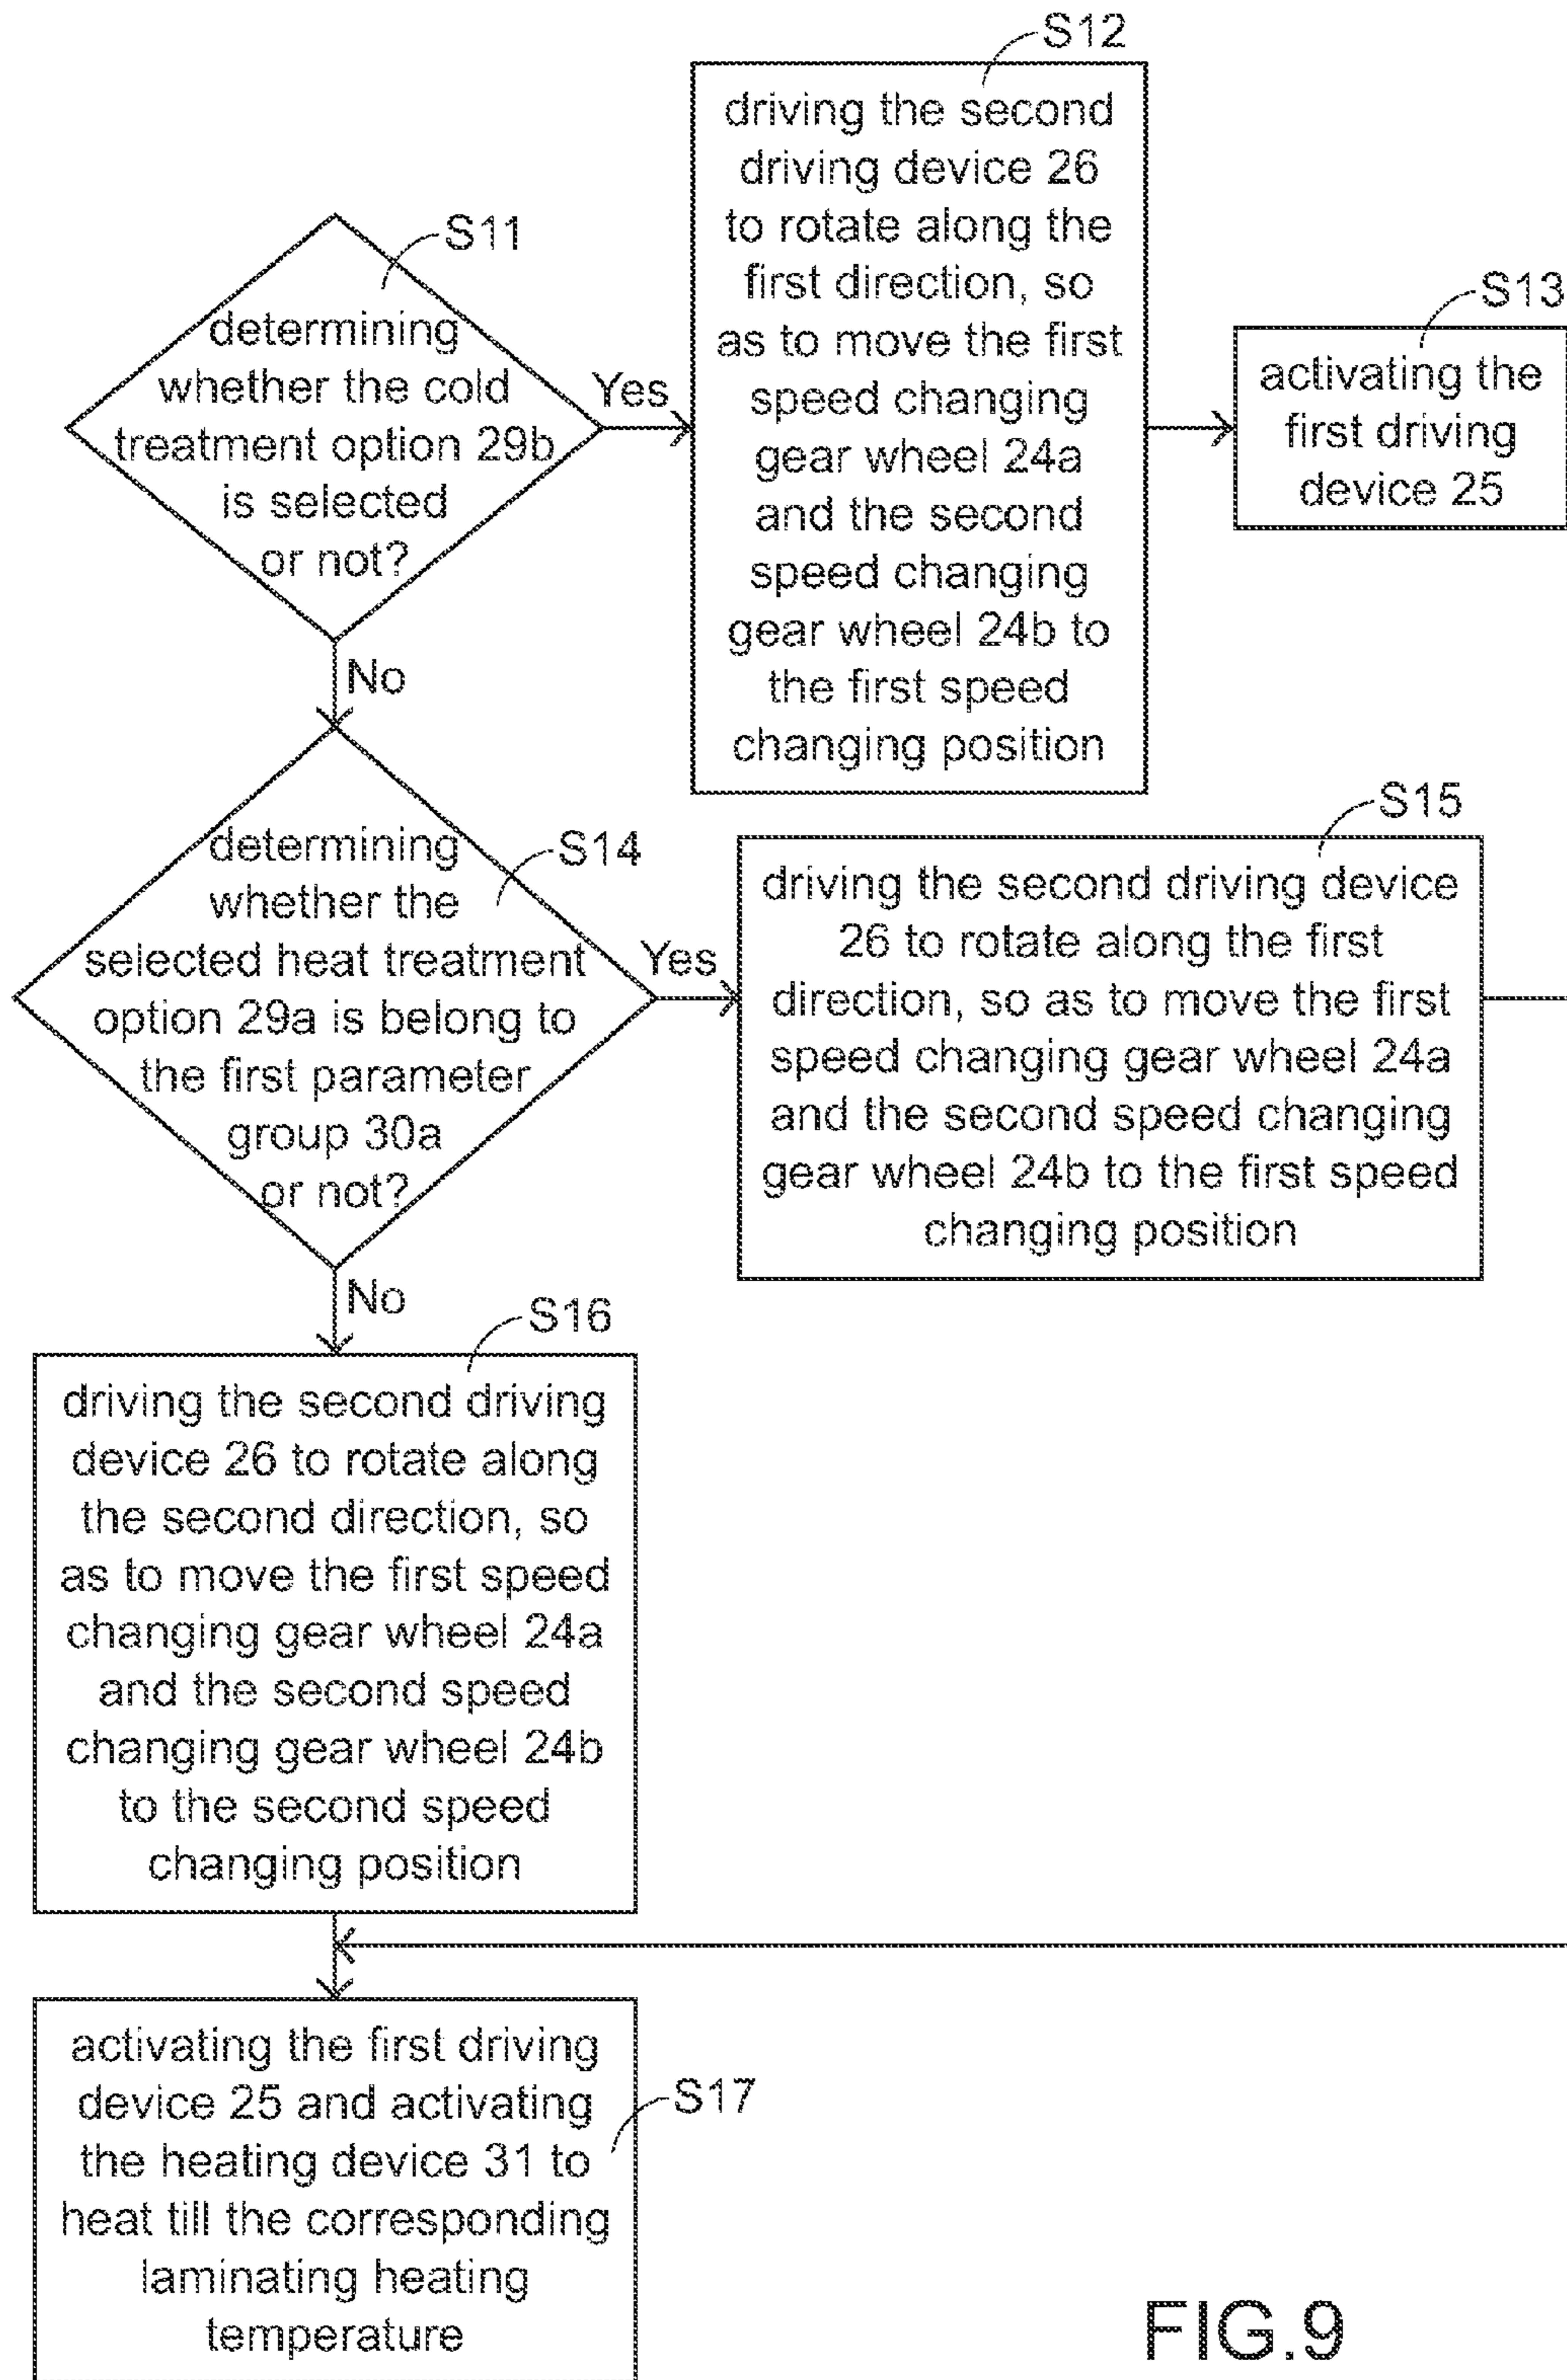 S11
determining
whether the cold
treatment option 29b
is selected
or not?
Yes
No
S12
driving the second
driving device 26
to rotate along the
first direction, so
as to move the first
speed changing
gear wheel 24a
and the second
speed changing
gear wheel 24b to
the first speed
changing position
S13
activating the
first driving
device 25
S14
determining
whether the
selected heat treatment
option 29a is belong to
the first parameter
group 30a
or not?
Yes
No
S15
driving the second driving device
26 to rotate along the first
direction, so as to move the first
speed changing gear wheel 24a
and the second speed changing
gear wheel 24b to the first speed
changing position
S16
driving the second driving
device 26 to rotate along
the second direction, so
as to move the first speed
changing gear wheel 24a
and the second speed
changing gear wheel 24b
to the second speed
changing position
S17
activating the first driving
device 25 and activating
the heating device 31 to
heat till the corresponding
laminating heating
temperature
FIG.9